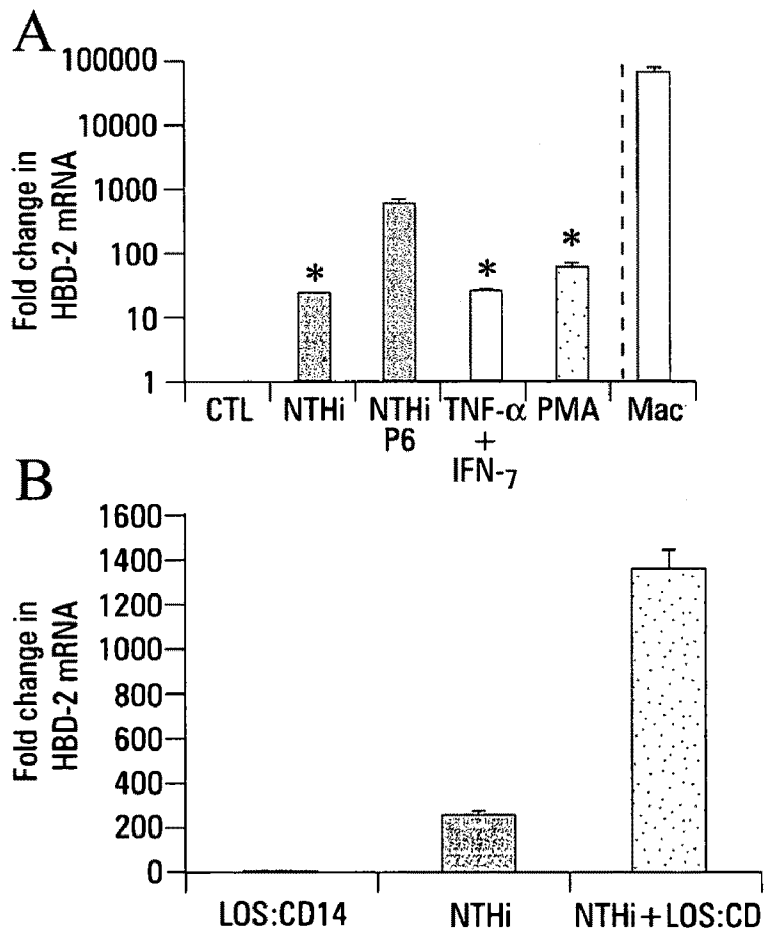 A
Fold change in
HBD-2 mRNA
100000
10000
1000
100
10
1
*
*
*
CTL
NTHi
NTHi
P6
TNF-α
+
IFN-7
PMA
Mac
B
Fold change in
HBD-2 mRNA
1600
1400
1200
1000
800
600
400
200
0
LOS:CD14
NTHi
NTHi+LOS:CD